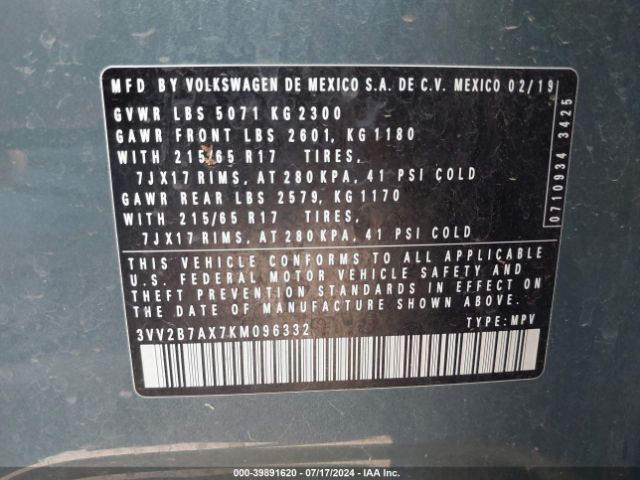 MFD BY VOLKSWAGEN DE MEXICO S.A. DE C.V. MEXICO 02/19
GVWR LBS 5071 KG 2300
GAWR FRONT LBS 2601, KG 1180
WITH 215/65 R17 TIRES,
7JX17 RIMS, AT 280 KPA, 41 PSI COLD
GAWR REAR LBS 2579, KG 1170
WITH 215/65 R17 TIRES,
7JX17 RIMS, AT 280 KPA, 41 PSI COLD
THIS VEHICLE CONFORMS TO ALL APPLICABLE
U.S. FEDERAL MOTOR VEHICLE SAFETY AND
THEFT PREVENTION STANDARDS IN EFFECT ON
THE DATE OF MANUFACTURE SHOWN ABOVE.
3VV2B7AX7KM096332 TYPE: MPV
0710934 3425
000-39891620 - 07/17/2024 - IAA Inc.